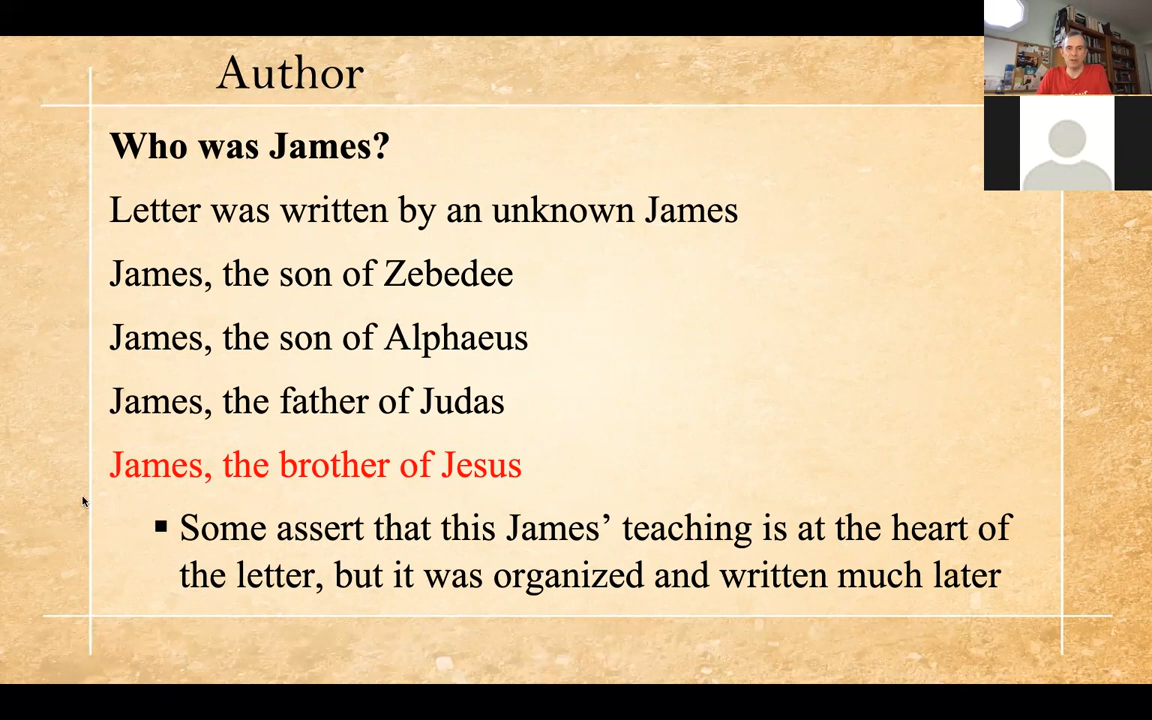 Author
Who was James?
Letter was written by an unknown James
James, the son of Zebedee
James, the son of Alphaeus
James, the father of Judas
James, the brother of Jesus
▪ Some assert that this James’ teaching is at the heart of
the letter, but it was organized and written much later